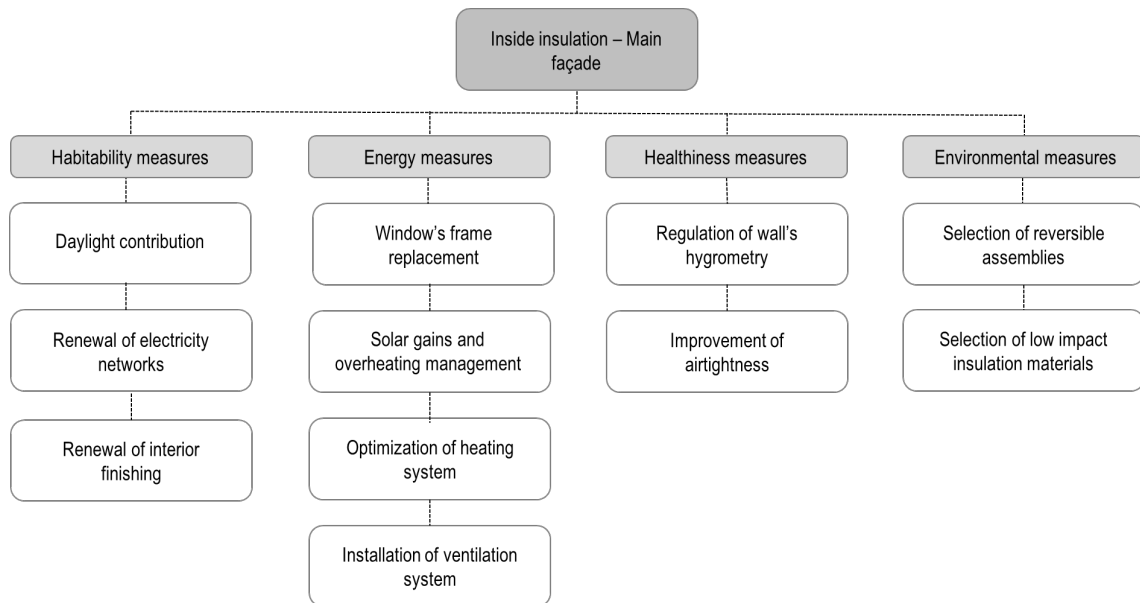 Inside insulation – Main
façade
Habitability measures
Energy measures
Healthiness measures
Environmental measures
Daylight contribution
Window’s frame
replacement
Regulation of wall’s
hygrometry
Selection of reversible
assemblies
Renewal of electricity
networks
Solar gains and
overheating management
Improvement of
airtightness
Selection of low impact
insulation materials
Renewal of interior
finishing
Optimization of heating
system
Installation of ventilation
system